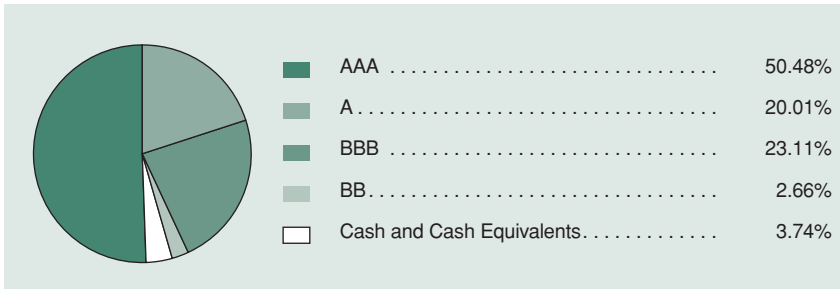 AAA . . . . . . . . . . . . . . . . . . . . . . . . . . . . . . . 50.48%
A . . . . . . . . . . . . . . . . . . . . . . . . . . . . . . . . . . 20.01%
BBB . . . . . . . . . . . . . . . . . . . . . . . . . . . . . . . 23.11%
BB . . . . . . . . . . . . . . . . . . . . . . . . . . . . . . . . . 2.66%
Cash and Cash Equivalents . . . . . . . . . . . . . 3.74%